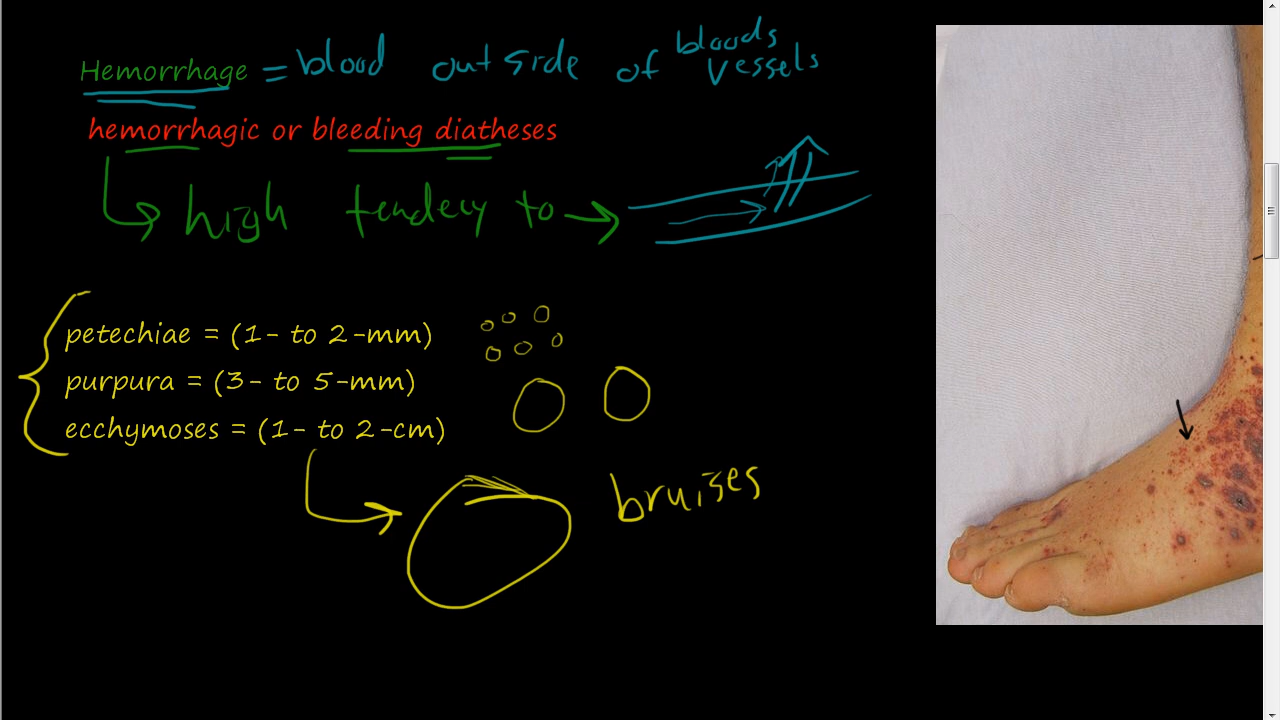 Hemorrhage = blood outside of bloods vessels
hemorrhagic or bleeding diatheses
high tendecy to
petechiae = (1- to 2-mm)
purpura = (3- to 5-mm)
ecchymoses = (1- to 2-cm)
bruises